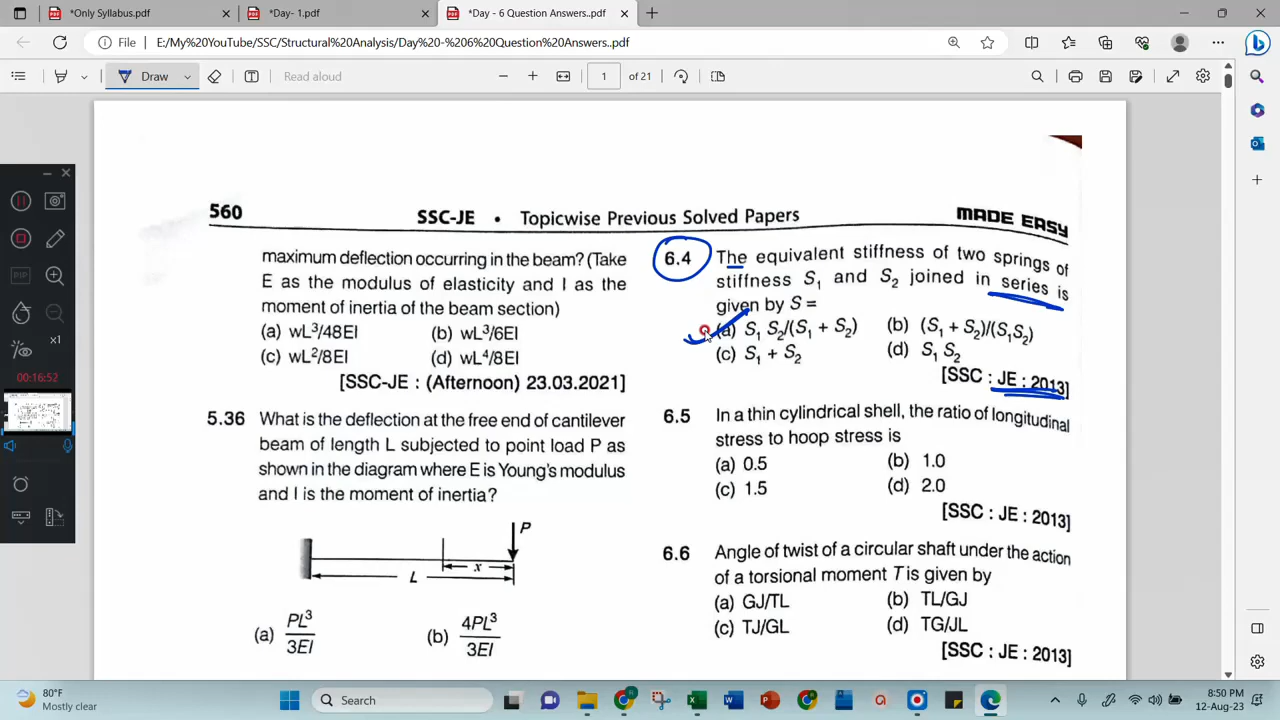 *Only Syllabus.pdf
*Day- 1.pdf
*Day - 6 Question Answers..pdf
File
E:/My%20YouTube/SSC/Structural%20Analysis/Day%20-%206%20Question%20Answers..pdf
Draw
Read aloud
1
of 21
560
SSC-JE • Topicwise Previous Solved Papers
MADE EASY
maximum deflection occurring in the beam? (Take
E as the modulus of elasticity and I as the
moment of inertia of the beam section)
(a) wL³/48EI (b) wL³/6EI
(c) wL²/8EI (d) wL⁴/8EI
[SSC-JE : (Afternoon) 23.03.2021]
5.36 What is the deflection at the free end of cantilever
beam of length L subjected to point load P as
shown in the diagram where E is Young's modulus
and I is the moment of inertia?
P
x
L
(a) PL³/3EI (b) 4PL³/3EI
6.4 The equivalent stiffness of two springs of
stiffness S₁ and S₂ joined in series is
given by S =
(a) S₁ S₂/(S₁ + S₂) (b) (S₁ + S₂)/(S₁S₂)
(c) S₁ + S₂ (d) S₁ S₂
[SSC : JE : 2013]
6.5 In a thin cylindrical shell, the ratio of longitudinal
stress to hoop stress is
(a) 0.5 (b) 1.0
(c) 1.5 (d) 2.0
[SSC : JE : 2013]
6.6 Angle of twist of a circular shaft under the action
of a torsional moment T is given by
(a) GJ/TL (b) TL/GJ
(c) TJ/GL (d) TG/JL
[SSC : JE : 2013]
PIP
x1
00:16:52
80°F
Mostly clear
Search
8:50 PM
12-Aug-23